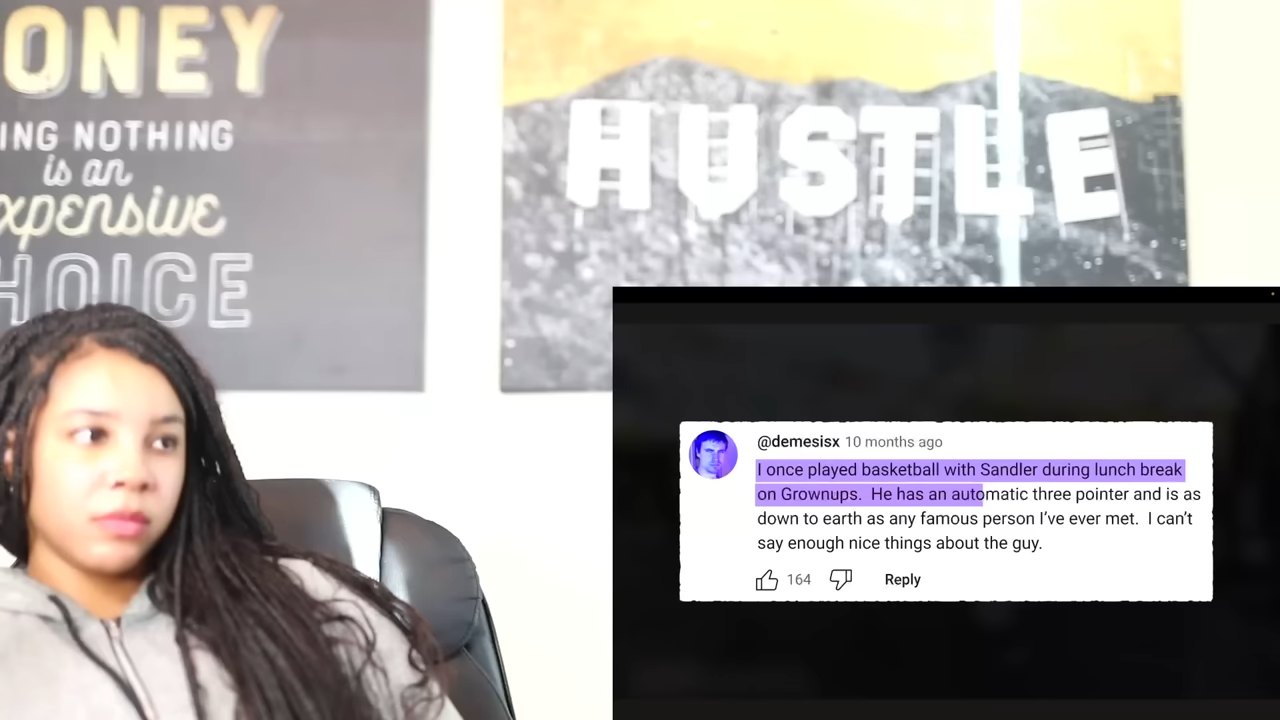 ONEY
ING NOTHING
is an
xpensive
HOICE
HUSTLE
@demesisx 10 months ago
I once played basketball with Sandler during lunch break
on Grownups. He has an automatic three pointer and is as
down to earth as any famous person I've ever met. I can't
say enough nice things about the guy.
164 Reply